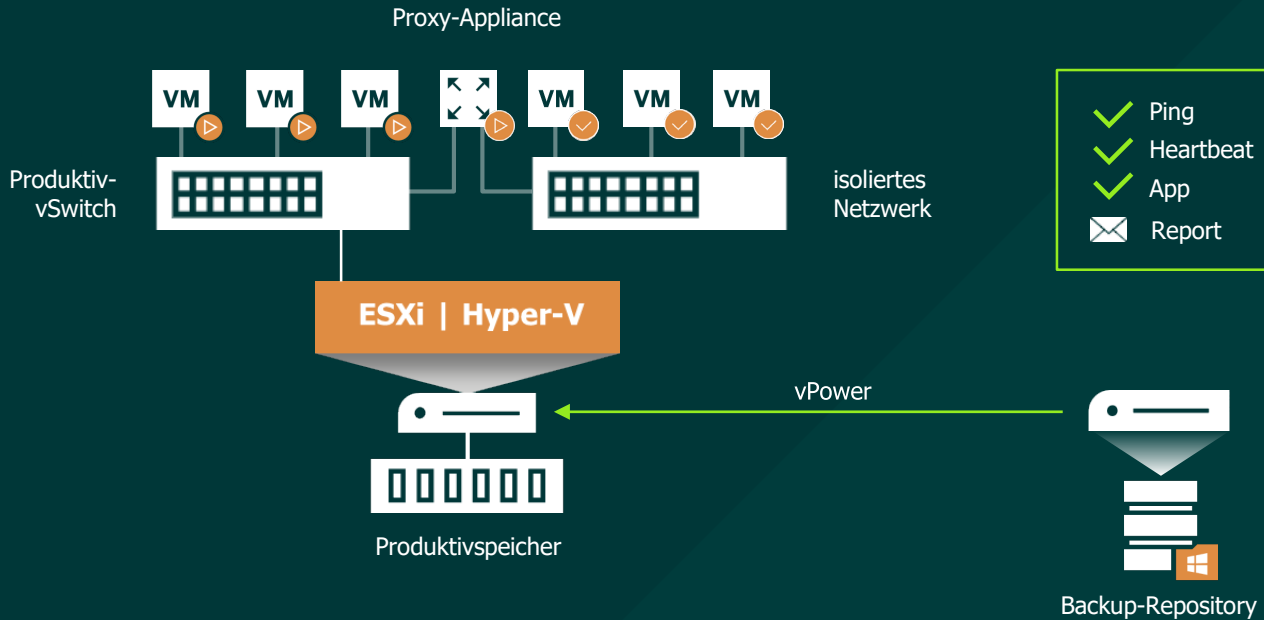 Proxy-Appliance
VM
VM
VM
VM
VM
VM
Produktiv-
vSwitch
isoliertes
Netzwerk
Ping
Heartbeat
App
Report
ESXi | Hyper-V
vPower
Produktivspeicher
Backup-Repository